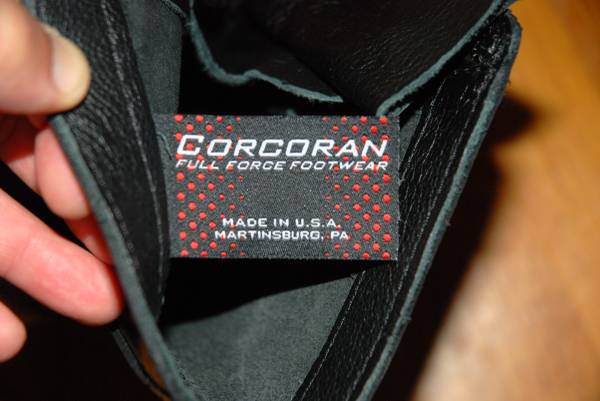 CORCORAN
FULL FORCE FOOTWEAR
MADE IN U.S.A.
MARTINSBURG, PA